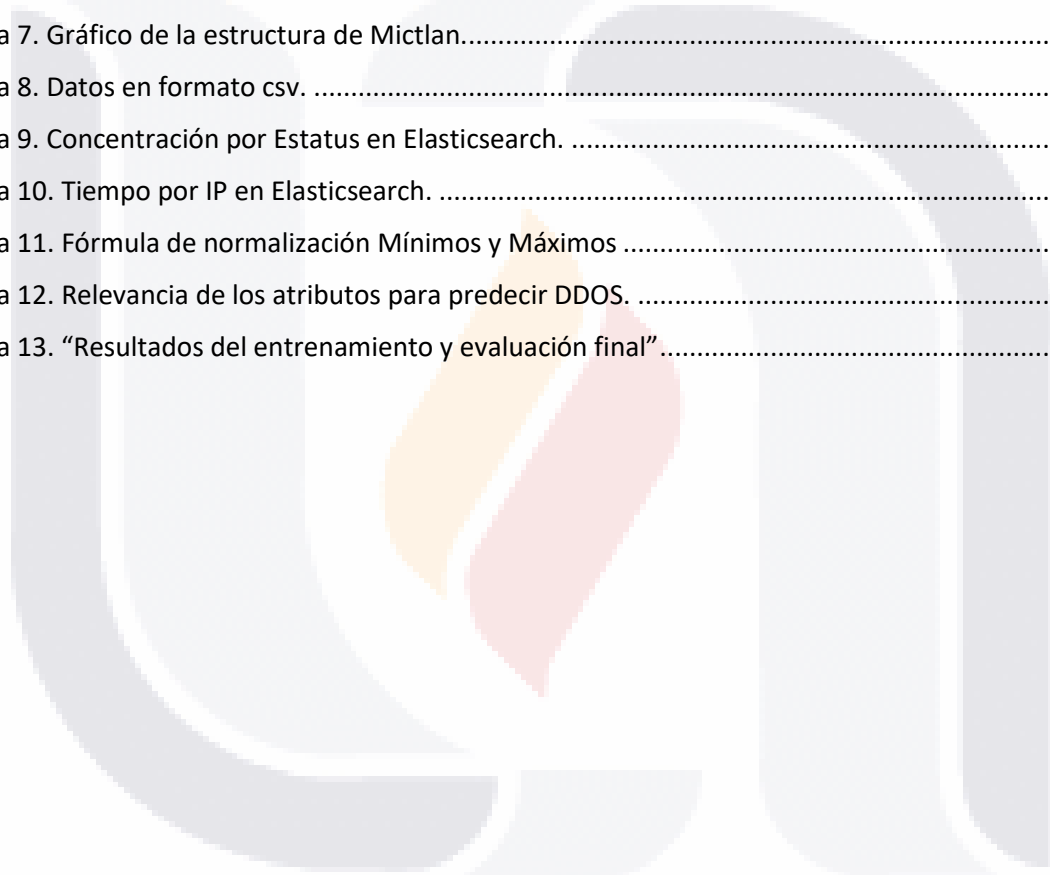 a 7. Gráfico de la estructura de Mictlan.......................................................................................................
a 8. Datos en formato csv. ...............................................................................................................................
a 9. Concentración por Estatus en Elasticsearch. ....................................................................................
a 10. Tiempo por IP en Elasticsearch. ..........................................................................................................
a 11. Fórmula de normalización Mínimos y Máximos ..............................................................................
a 12. Relevancia de los atributos para predecir DDOS. ...........................................................................
a 13. “Resultados del entrenamiento y evaluación final”.......................................................................